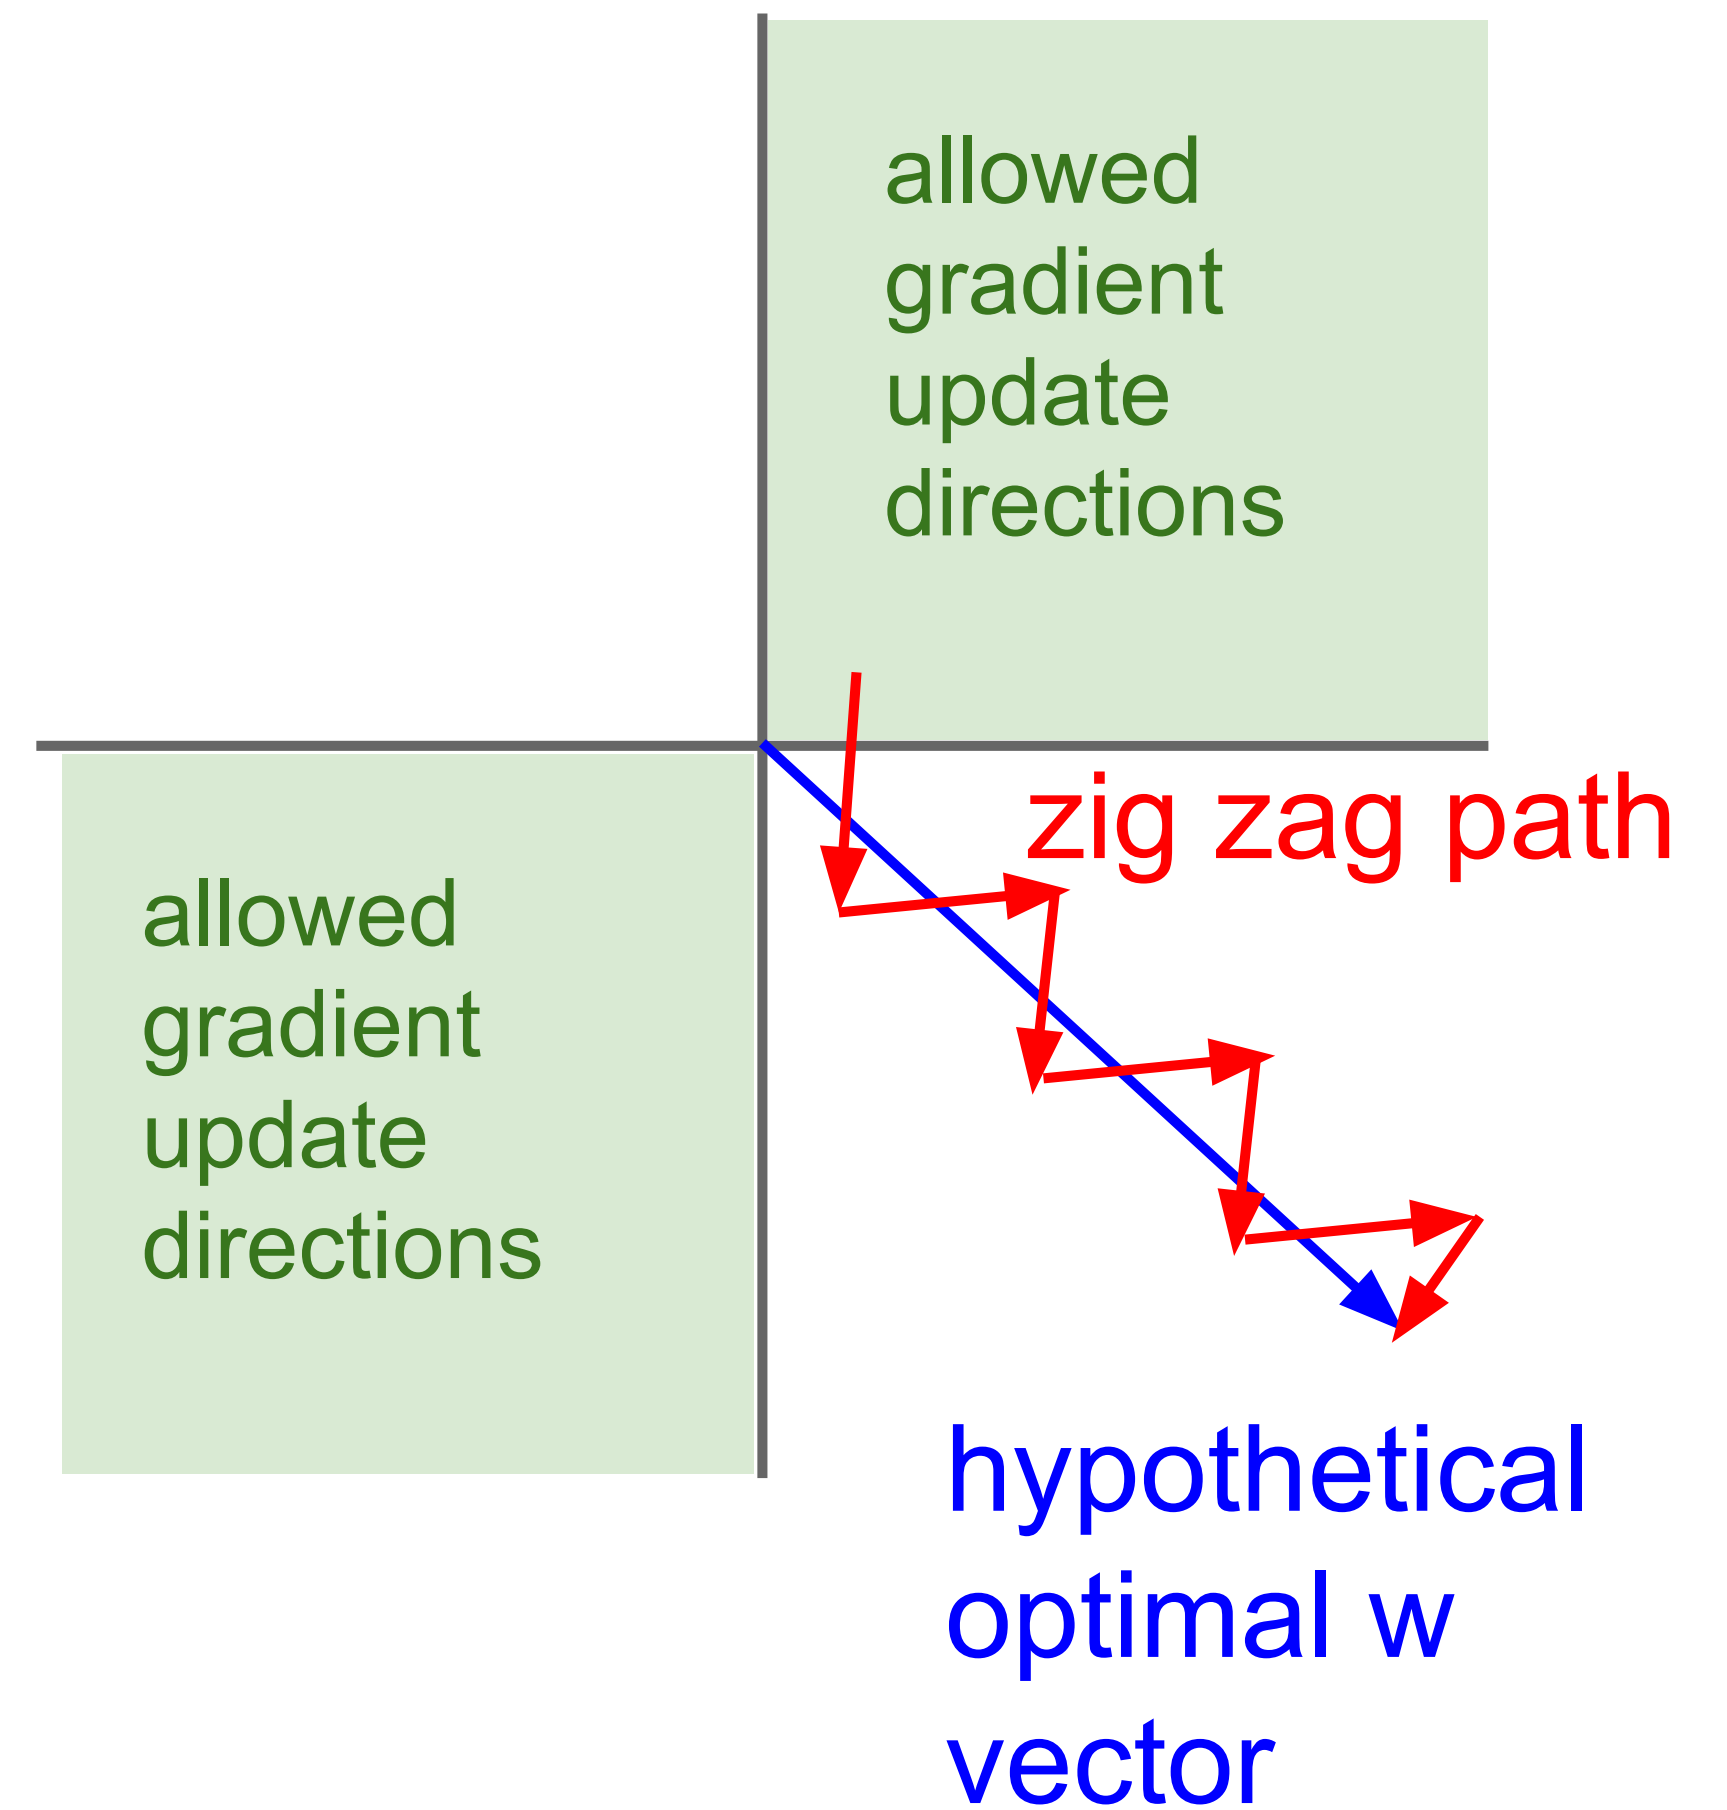 allowed
gradient
update
directions
zig zag path
allowed
gradient
update
directions
hypothetical
optimal w
vector